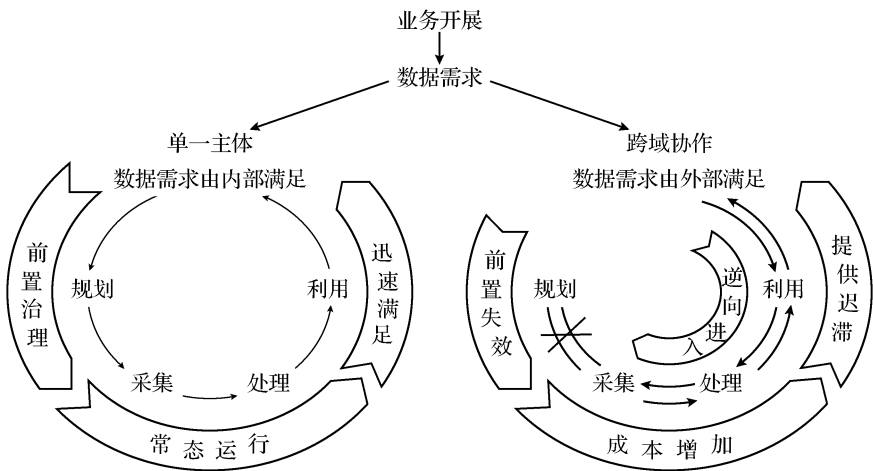 业务开展
数据需求
单一主体
数据需求由内部满足
前置治理
规划
采集
处理
利用
迅速满足
常态运行
跨域协作
数据需求由外部满足
前置失效
规划
采集
处理
利用
逆向进入
提供迟滞
成本增加